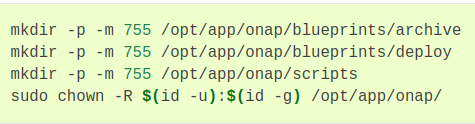 mkdir -p -m 755 /opt/app/onap/blueprints/archive
mkdir -p -m 755 /opt/app/onap/blueprints/deploy
mkdir -p -m 755 /opt/app/onap/scripts
sudo chown -R $(id -u):$(id -g) /opt/app/onap/